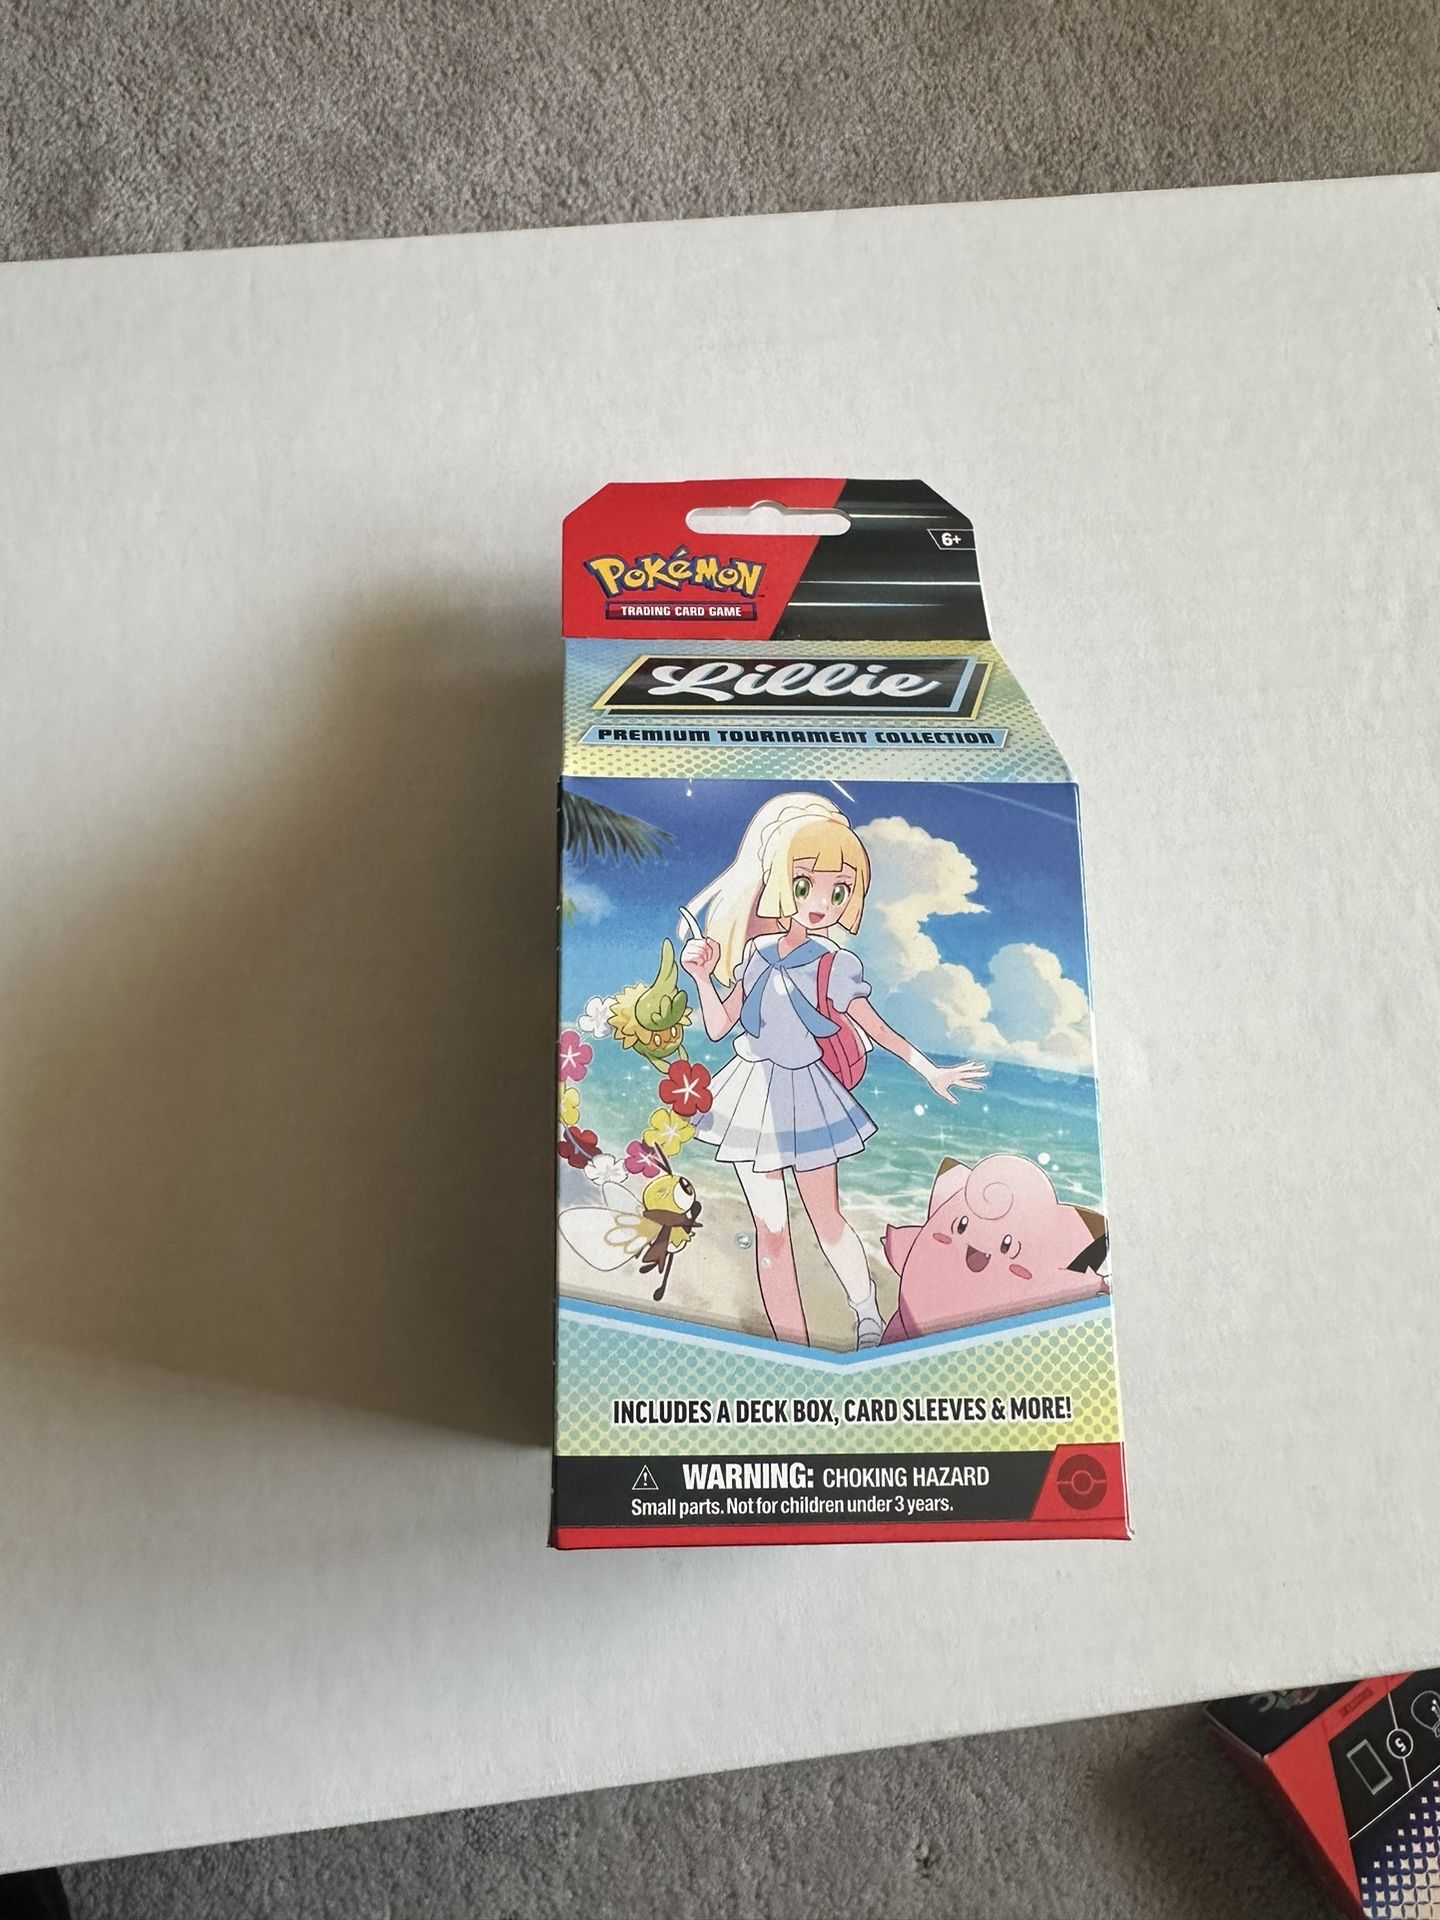 6+
POKéMON
TRADING CARD GAME
Lillie
PREMIUM TOURNAMENT COLLECTION
INCLUDES A DECK BOX, CARD SLEEVES & MORE!
WARNING: CHOKING HAZARD
Small parts. Not for children under 3 years.
5